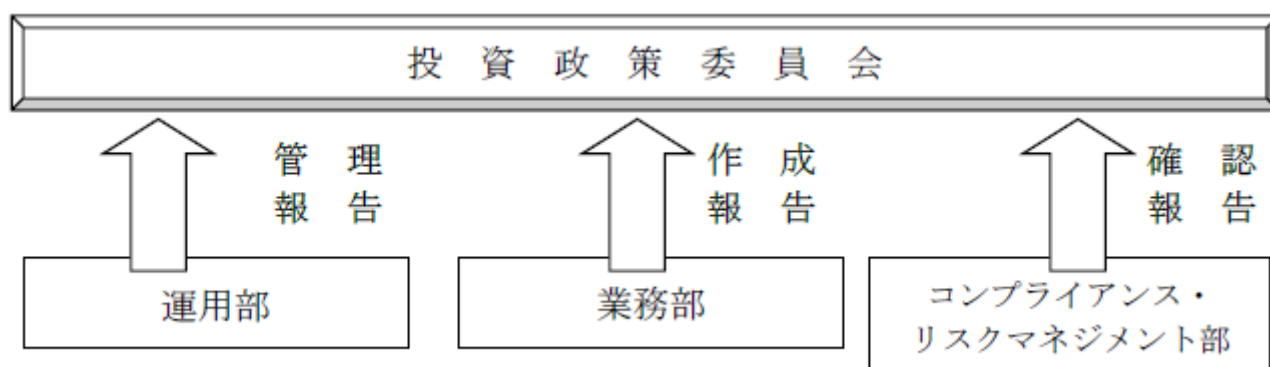 投資政策委員会
管理
報告
作成
報告
確認
報告
運用部
業務部
コンプライアンス・
リスクマネジメント部